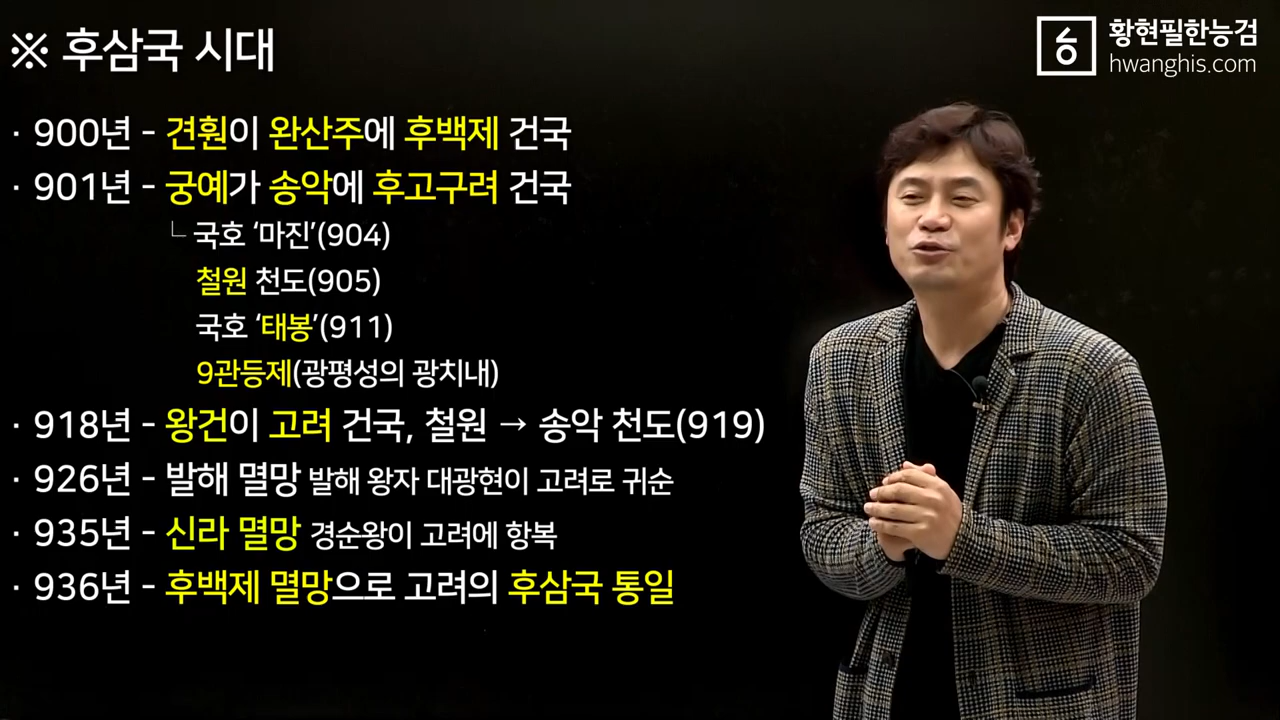 ※ 후삼국 시대
황현필한능검
hwanghis.com
· 900년 - 견훤이 완산주에 후백제 건국
· 901년 - 궁예가 송악에 후고구려 건국
└ 국호 ‘마진’(904)
철원 천도(905)
국호 ‘태봉’(911)
9관등제(광평성의 광치내)
· 918년 - 왕건이 고려 건국, 철원 → 송악 천도(919)
· 926년 - 발해 멸망 발해 왕자 대광현이 고려로 귀순
· 935년 - 신라 멸망 경순왕이 고려에 항복
· 936년 - 후백제 멸망으로 고려의 후삼국 통일